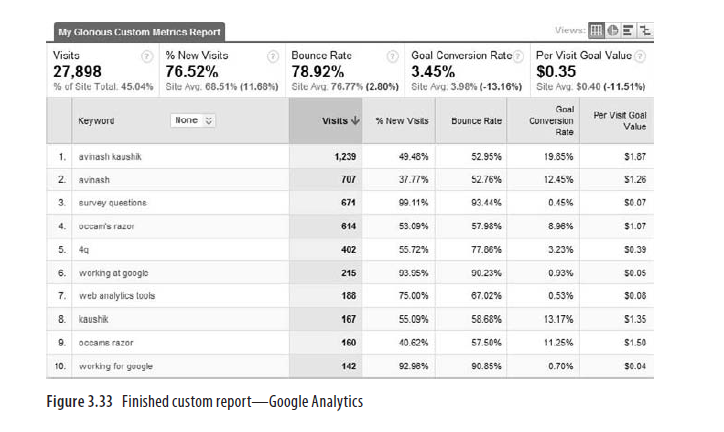 My Glorious Custom Metrics Report
Views:
Visits % New Visits Bounce Rate Goal Conversion Rate Per Visit Goal Value
27,898 76.52% 78.92% 3.45% $0.35
% of Site Total: 45.04% Site Avg: 68.51% (11.68%) Site Avg: 76.77% (2.80%) Site Avg: 3.98% (-13.16%) Site Avg: $0.40 (-11.51%)
Keyword None Visits % New Visits Bounce Rate Goal Conversion Rate Per Visit Goal Value
1. avinash kaushik 1,239 49.48% 52.95% 19.85% $1.87
2. avinash 707 37.77% 52.76% 12.45% $1.26
3. survey questions 671 99.11% 93.44% 0.45% $0.07
4. occam's razor 614 53.09% 57.98% 8.96% $1.07
5. 4q 402 55.72% 77.86% 3.23% $0.39
6. working at google 215 93.95% 90.23% 0.93% $0.05
7. web analytics tools 188 75.00% 67.02% 0.53% $0.08
8. kaushik 167 55.09% 58.68% 13.17% $1.35
9. occams razor 160 40.62% 57.50% 11.25% $1.50
10. working for google 142 92.96% 90.85% 0.70% $0.04
Figure 3.33 Finished custom report—Google Analytics